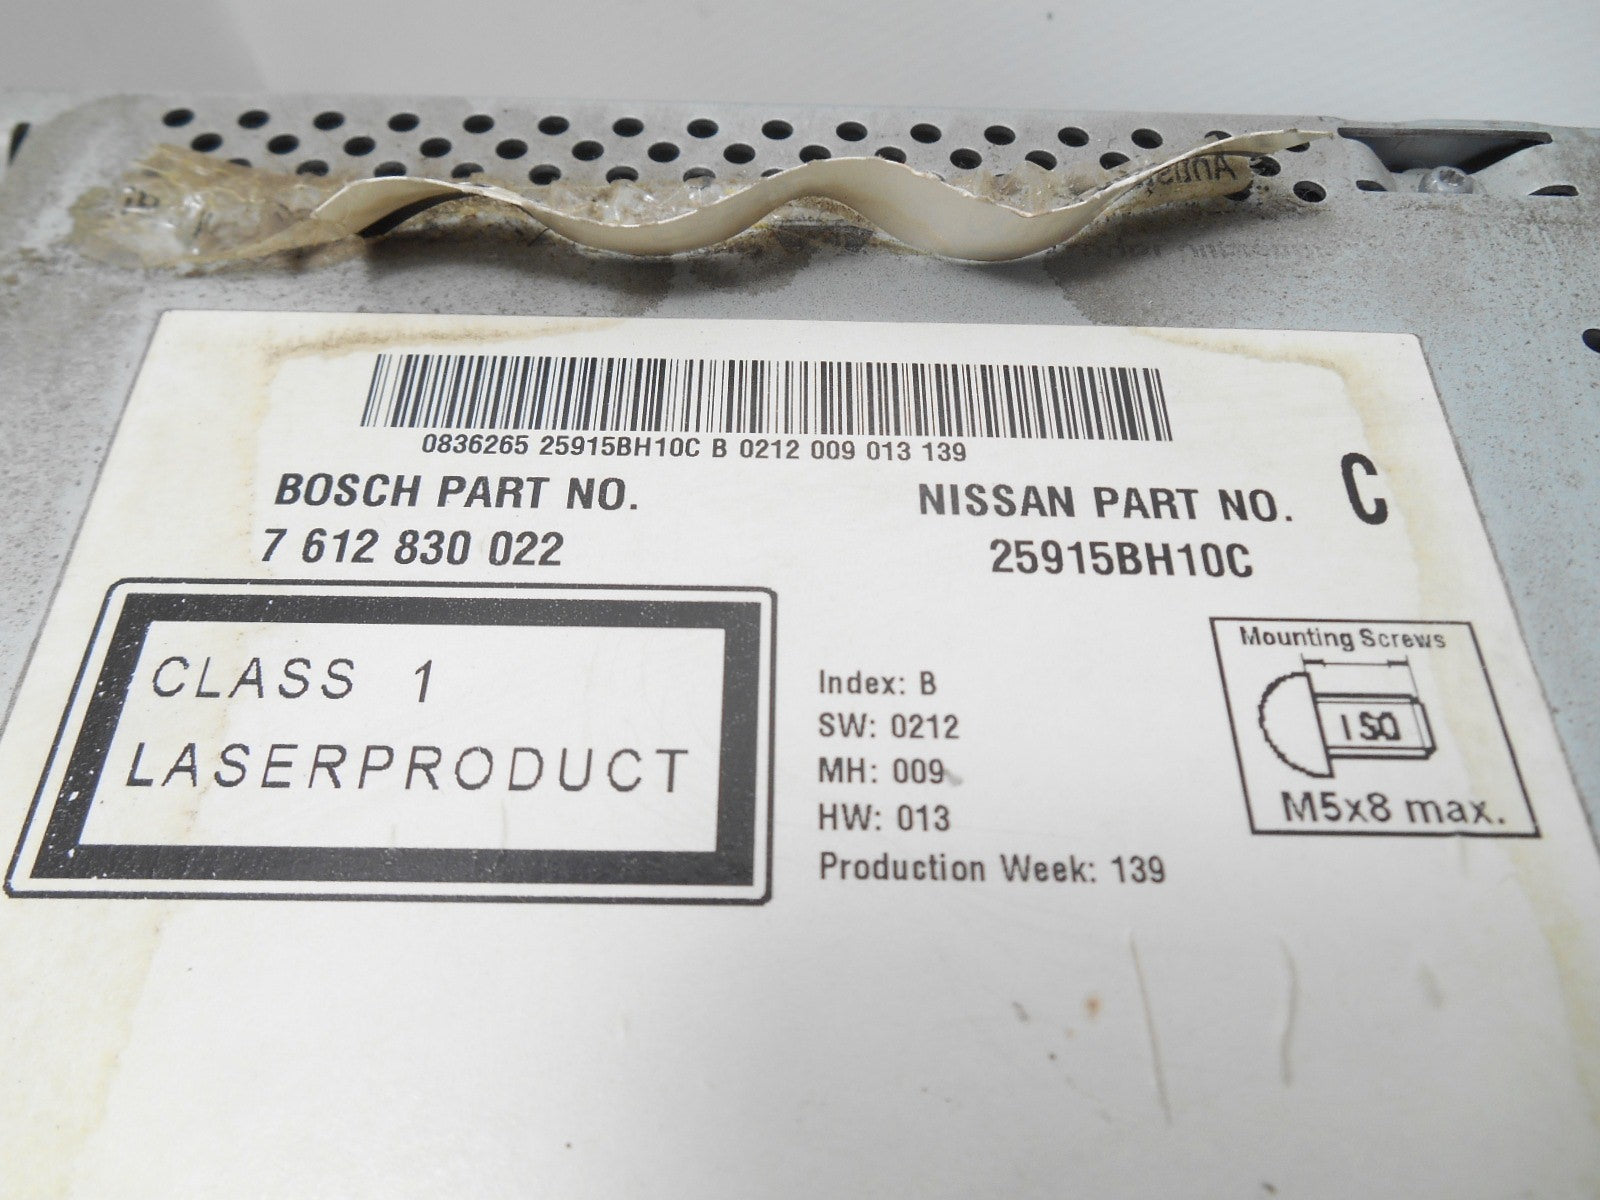 0836265 25915BH10C B 0212 009 013 139
BOSCH PART NO.
7 612 830 022
NISSAN PART NO.
25915BH10C
C
CLASS 1
LASERPRODUCT
Index: B
SW: 0212
MH: 009
HW: 013
Production Week: 139
Mounting Screws
ISO
M5x8 max.